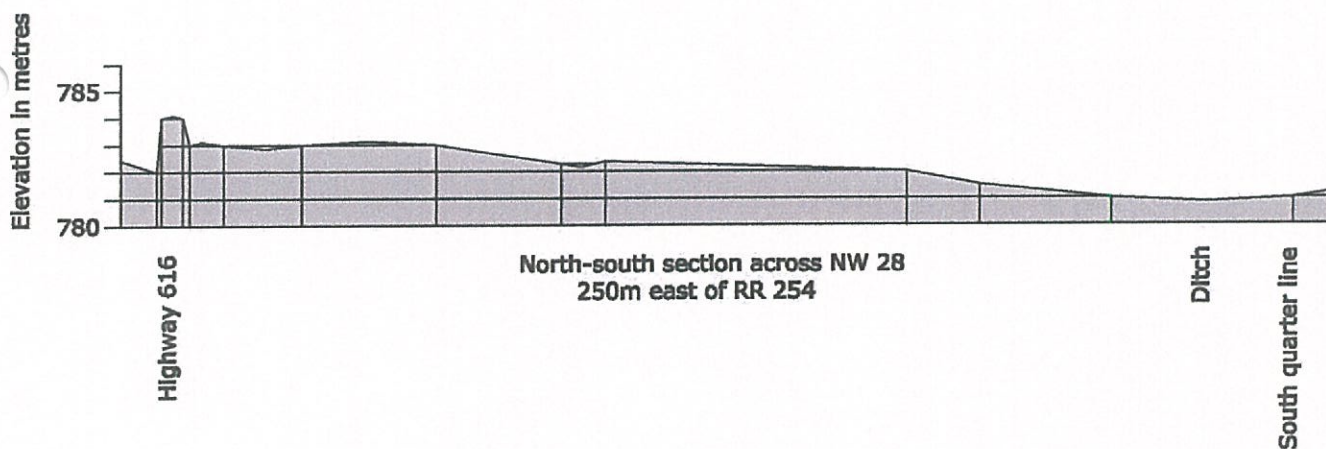 Elevation in metres
785
780
Highway 616
North-south section across NW 28
250m east of RR 254
Ditch
South quarter line